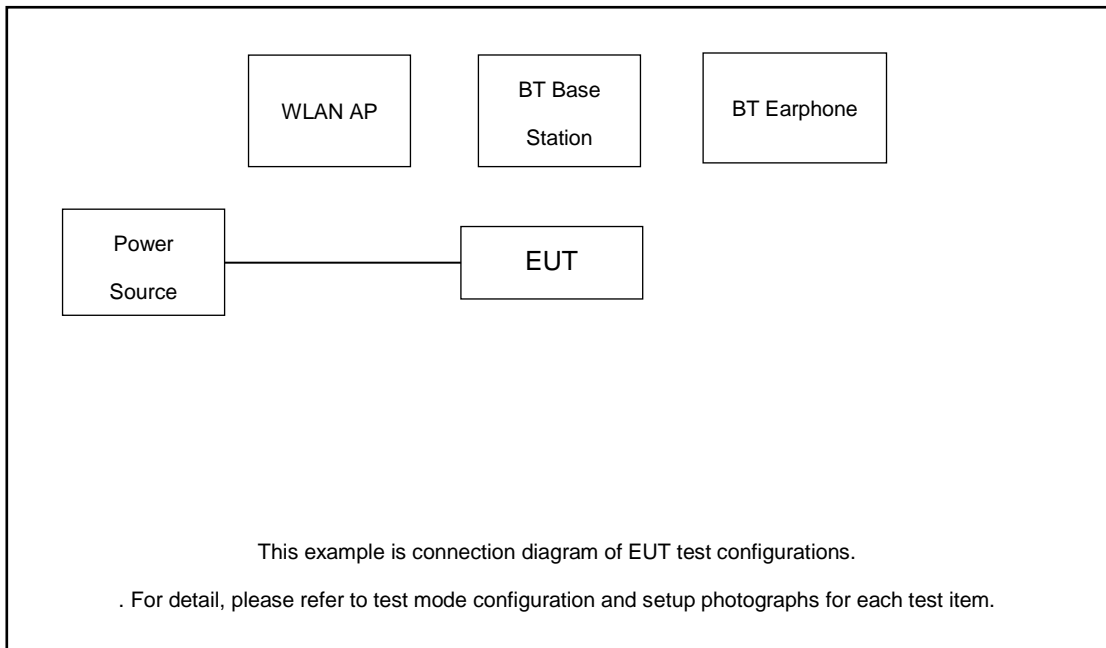 WLAN AP
BT Base
Station
BT Earphone
Power
Source
EUT
This example is connection diagram of EUT test configurations.
. For detail, please refer to test mode configuration and setup photographs for each test item.